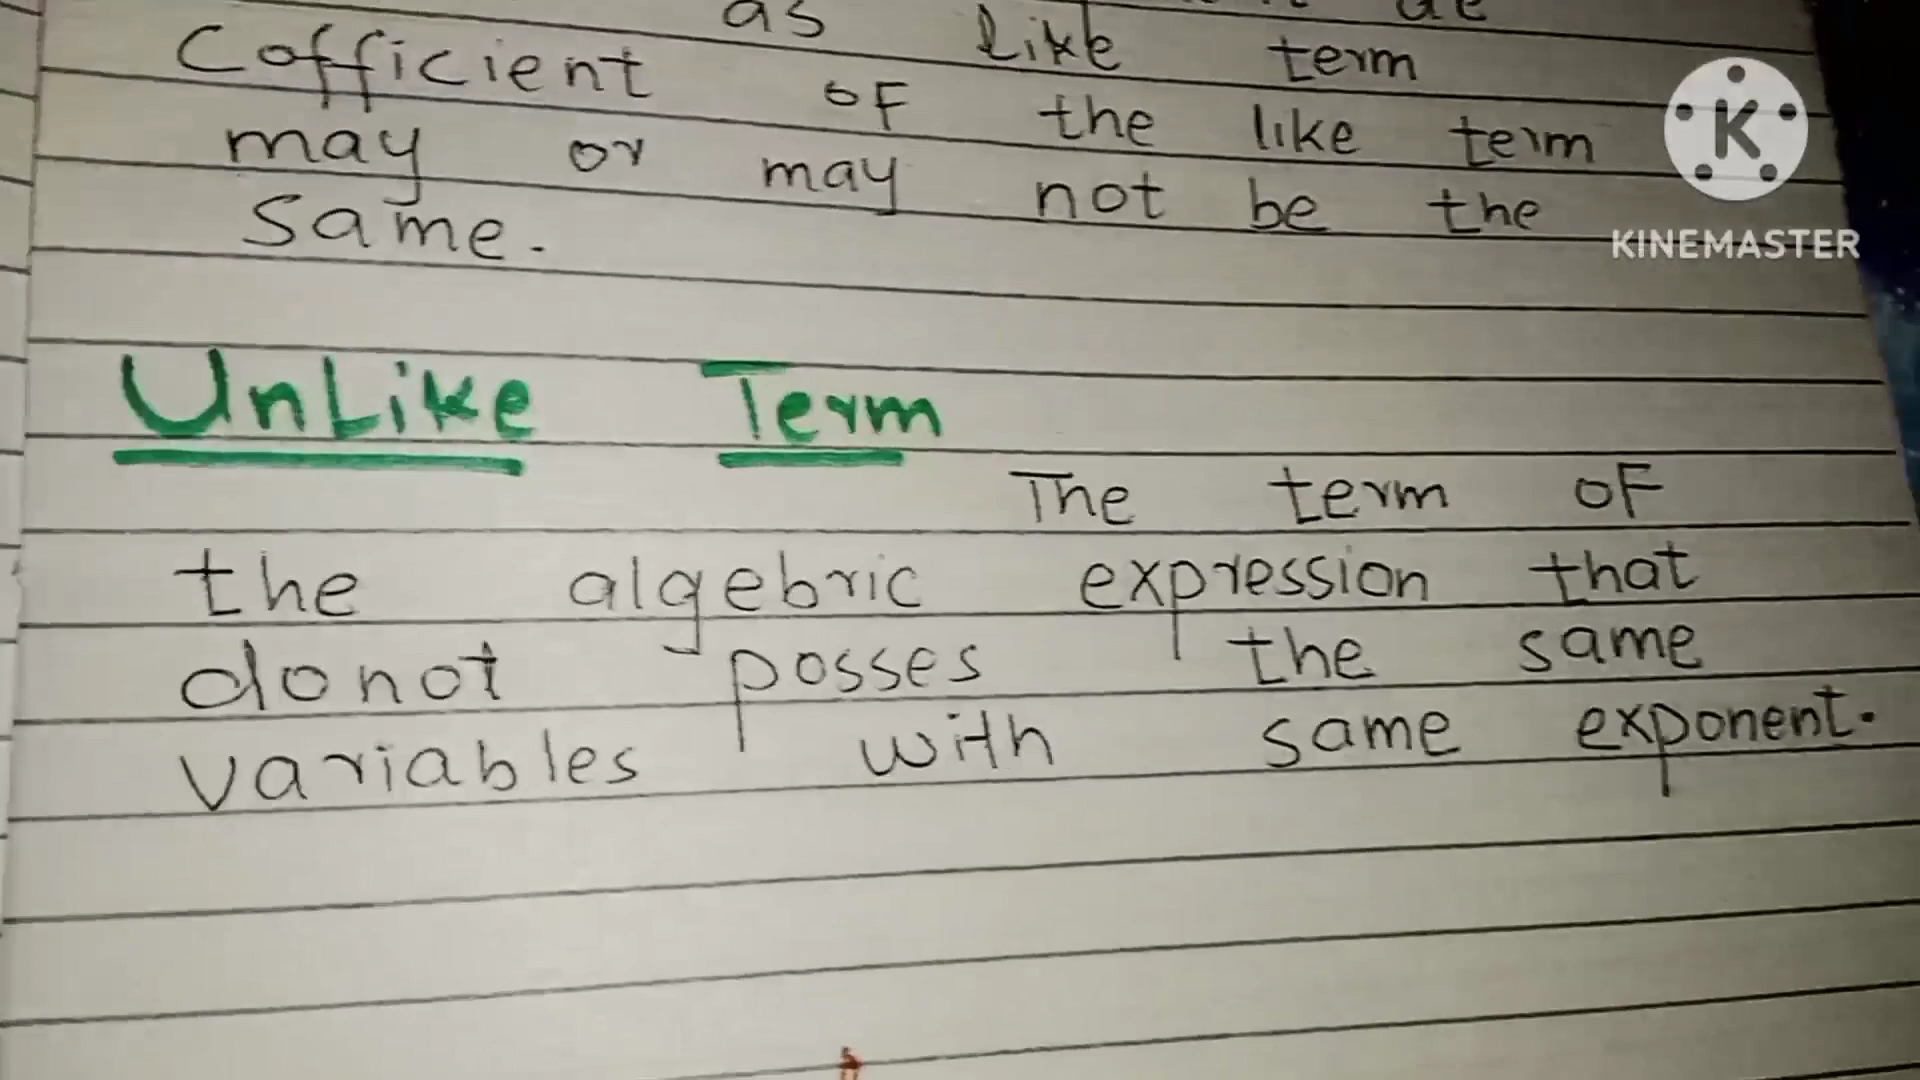 as like term
Cofficient of the like term
may or may not be the
same.
UnLike Term
The term of
the algebric expression that
donot posses the same
variables with same exponent.
K
KINEMASTER